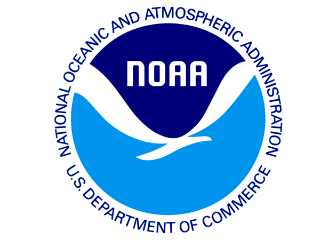 NATIONAL OCEANIC AND ATMOSPHERIC ADMINISTRATION
NOAA
U.S. DEPARTMENT OF COMMERCE